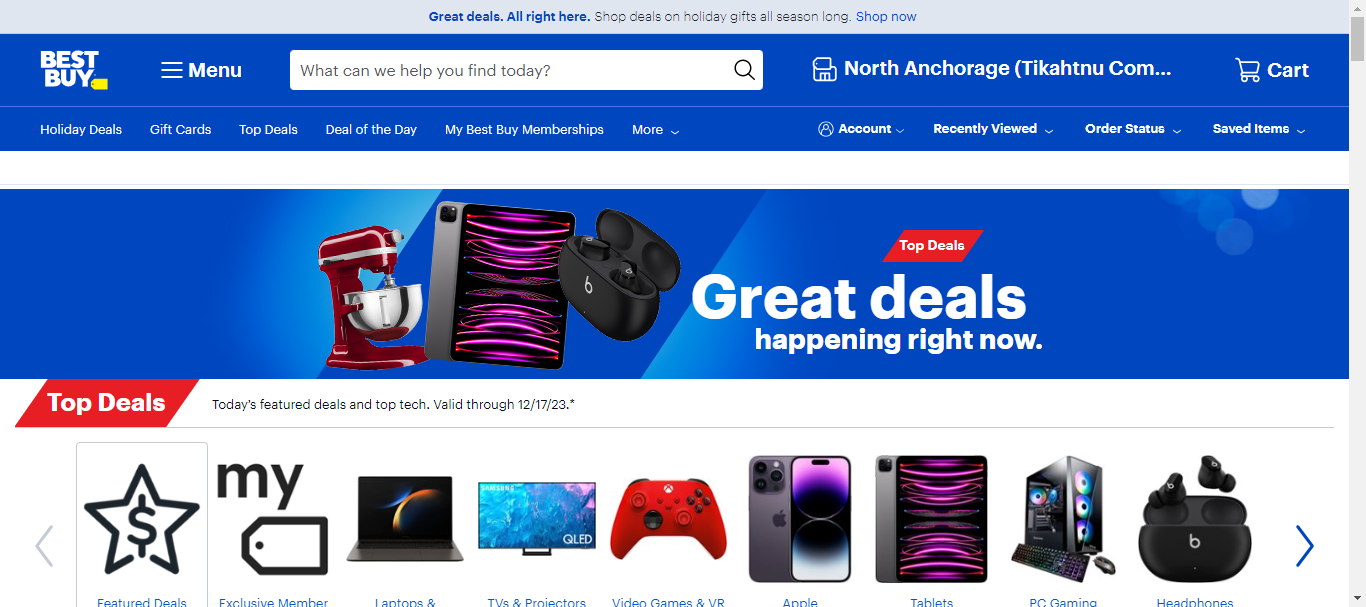 Great deals. All right here. Shop deals on holiday gifts all season long. Shop now
BEST
BUY
Menu
What can we help you find today?
North Anchorage (Tikahtnu Com...
Cart
Holiday Deals
Gift Cards
Top Deals
Deal of the Day
My Best Buy Memberships
More
Account
Recently Viewed
Order Status
Saved Items
Top Deals
Great deals
happening right now.
Top Deals
Today's featured deals and top tech. Valid through 12/17/23.*
my
SAMSUNG
QLED
b
Featured Deals
Exclusive Member
Laptops &
TVs & Projectors
Video Games & VR
Apple
Tablets
PC Gaming
Headphones